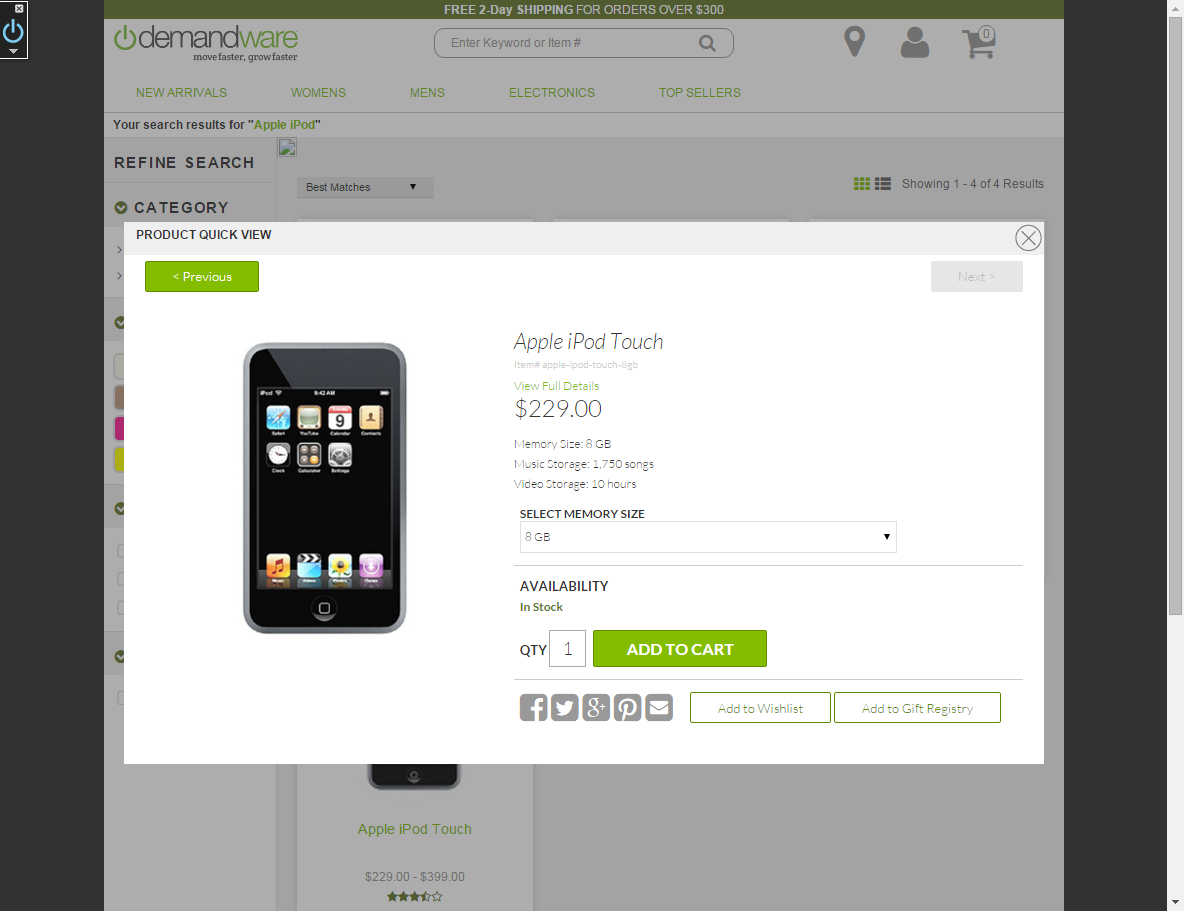 FREE 2-Day SHIPPING FOR ORDERS OVER $300
demandware
move faster, grow faster
Enter Keyword or Item #
0
NEW ARRIVALS WOMENS MENS ELECTRONICS TOP SELLERS
Your search results for "Apple iPod"
REFINE SEARCH
Best Matches
Showing 1 - 4 of 4 Results
CATEGORY
PRODUCT QUICK VIEW
< Previous
Next >
iPod 9:42 AM
Safari YouTube Calendar Contacts
9
Clock Calculator Settings
Music Videos Photos iTunes
Apple iPod Touch
Item# apple-ipod-touch-8gb
View Full Details
$229.00
Memory Size: 8 GB
Music Storage: 1,750 songs
Video Storage: 10 hours
SELECT MEMORY SIZE
8 GB
AVAILABILITY
In Stock
QTY 1 ADD TO CART
Add to Wishlist Add to Gift Registry
Apple iPod Touch
$229.00 - $399.00